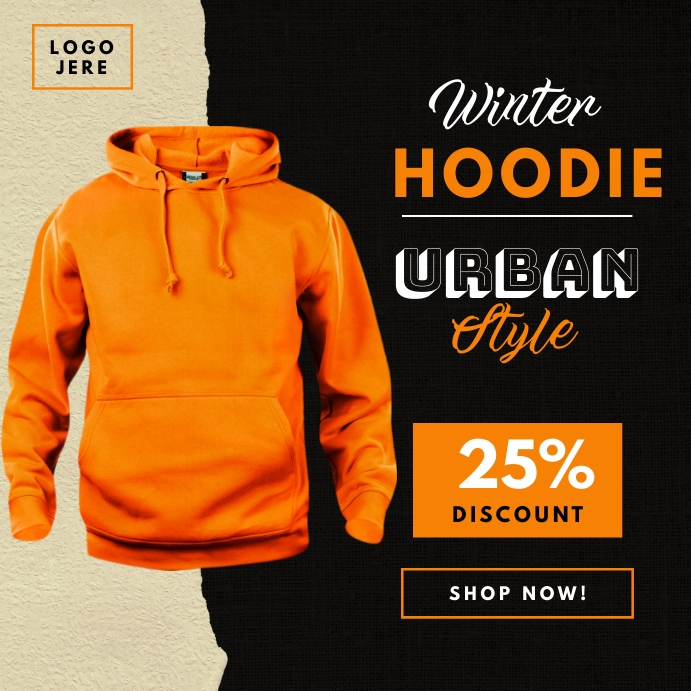 LOGO
JERE
Winter
HOODIE
URBAN
Style
25%
DISCOUNT
SHOP NOW!